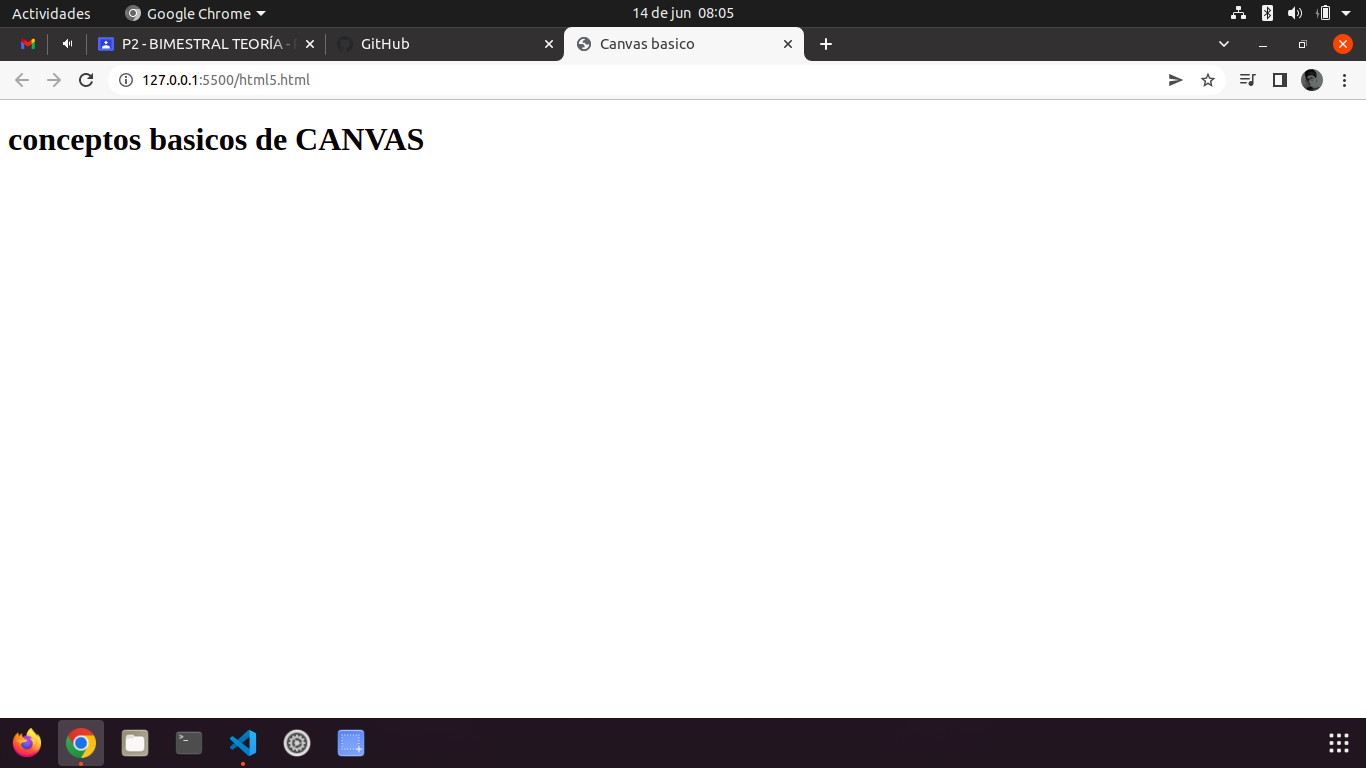 Actividades Google Chrome 14 de jun 08:05
P2 - BIMESTRAL TEORÍA - GitHub Canvas basico
127.0.0.1:5500/html5.html
conceptos basicos de CANVAS